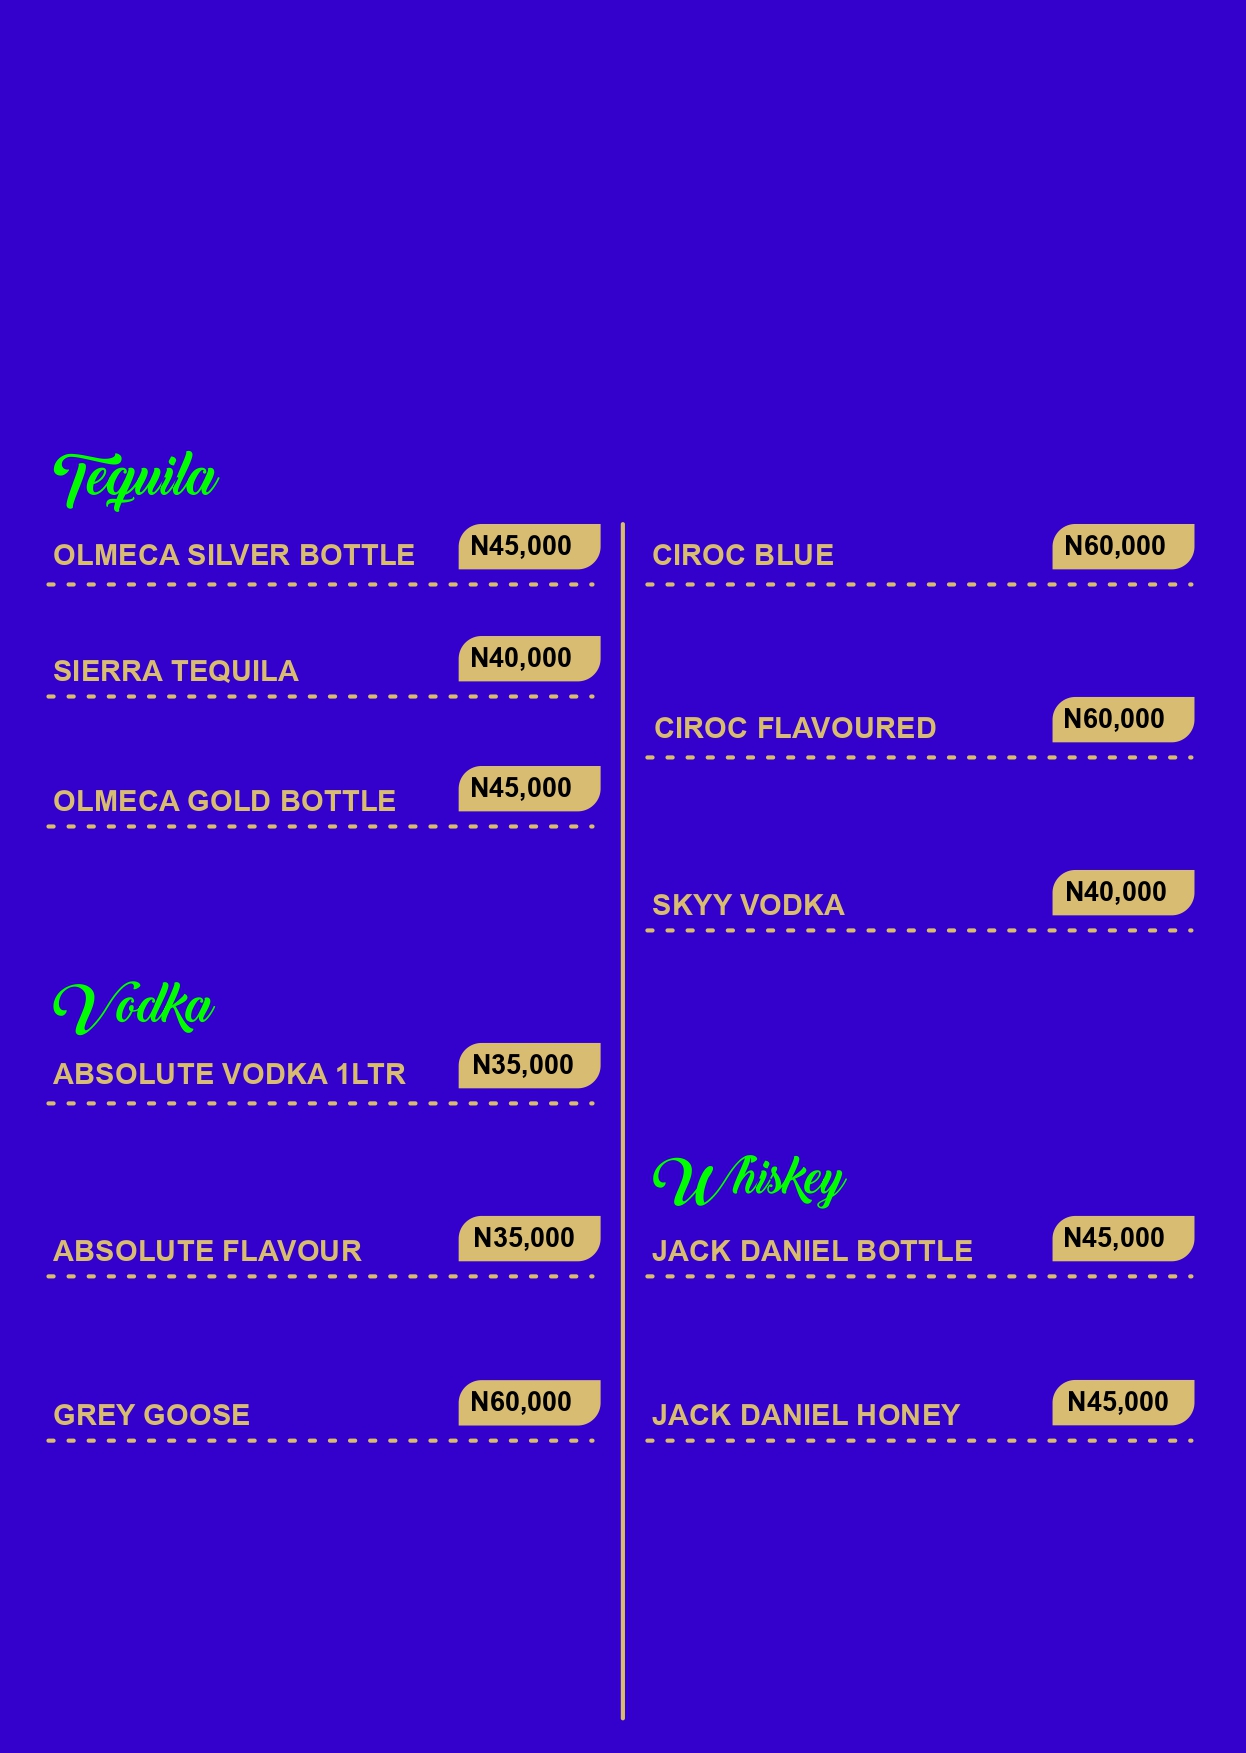 Tequila
OLMECA SILVER BOTTLE N45,000
SIERRA TEQUILA N40,000
OLMECA GOLD BOTTLE N45,000
Vodka
ABSOLUTE VODKA 1LTR N35,000
ABSOLUTE FLAVOUR N35,000
GREY GOOSE N60,000
CIROC BLUE N60,000
CIROC FLAVOURED N60,000
SKYY VODKA N40,000
Whiskey
JACK DANIEL BOTTLE N45,000
JACK DANIEL HONEY N45,000